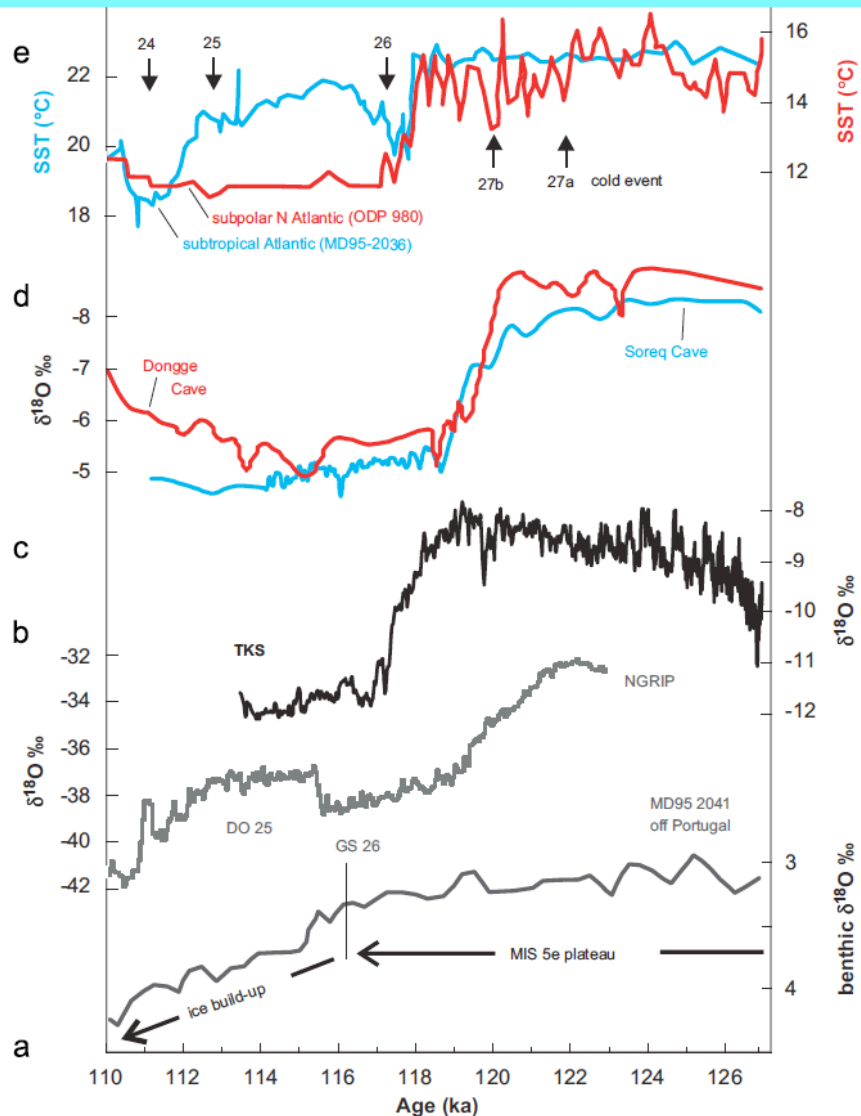 e
24
25
26
16
22
20
18
SST (°C)
14
12
SST (°C)
27b
27a
cold event
subpolar N Atlantic (ODP 980)
subtropical Atlantic (MD95-2036)
d
-8
-7
-6
-5
δ18O ‰
Dongge
Cave
Soreq Cave
c
-8
-9
-10
-11
-12
δ18O ‰
TKS
b
-32
-34
-36
-38
-40
-42
δ18O ‰
NGRIP
DO 25
GS 26
MD95 2041
off Portugal
3
4
benthic δ18O ‰
MIS 5e plateau
ice build-up
a
110
112
114
116
118
120
122
124
126
Age (ka)